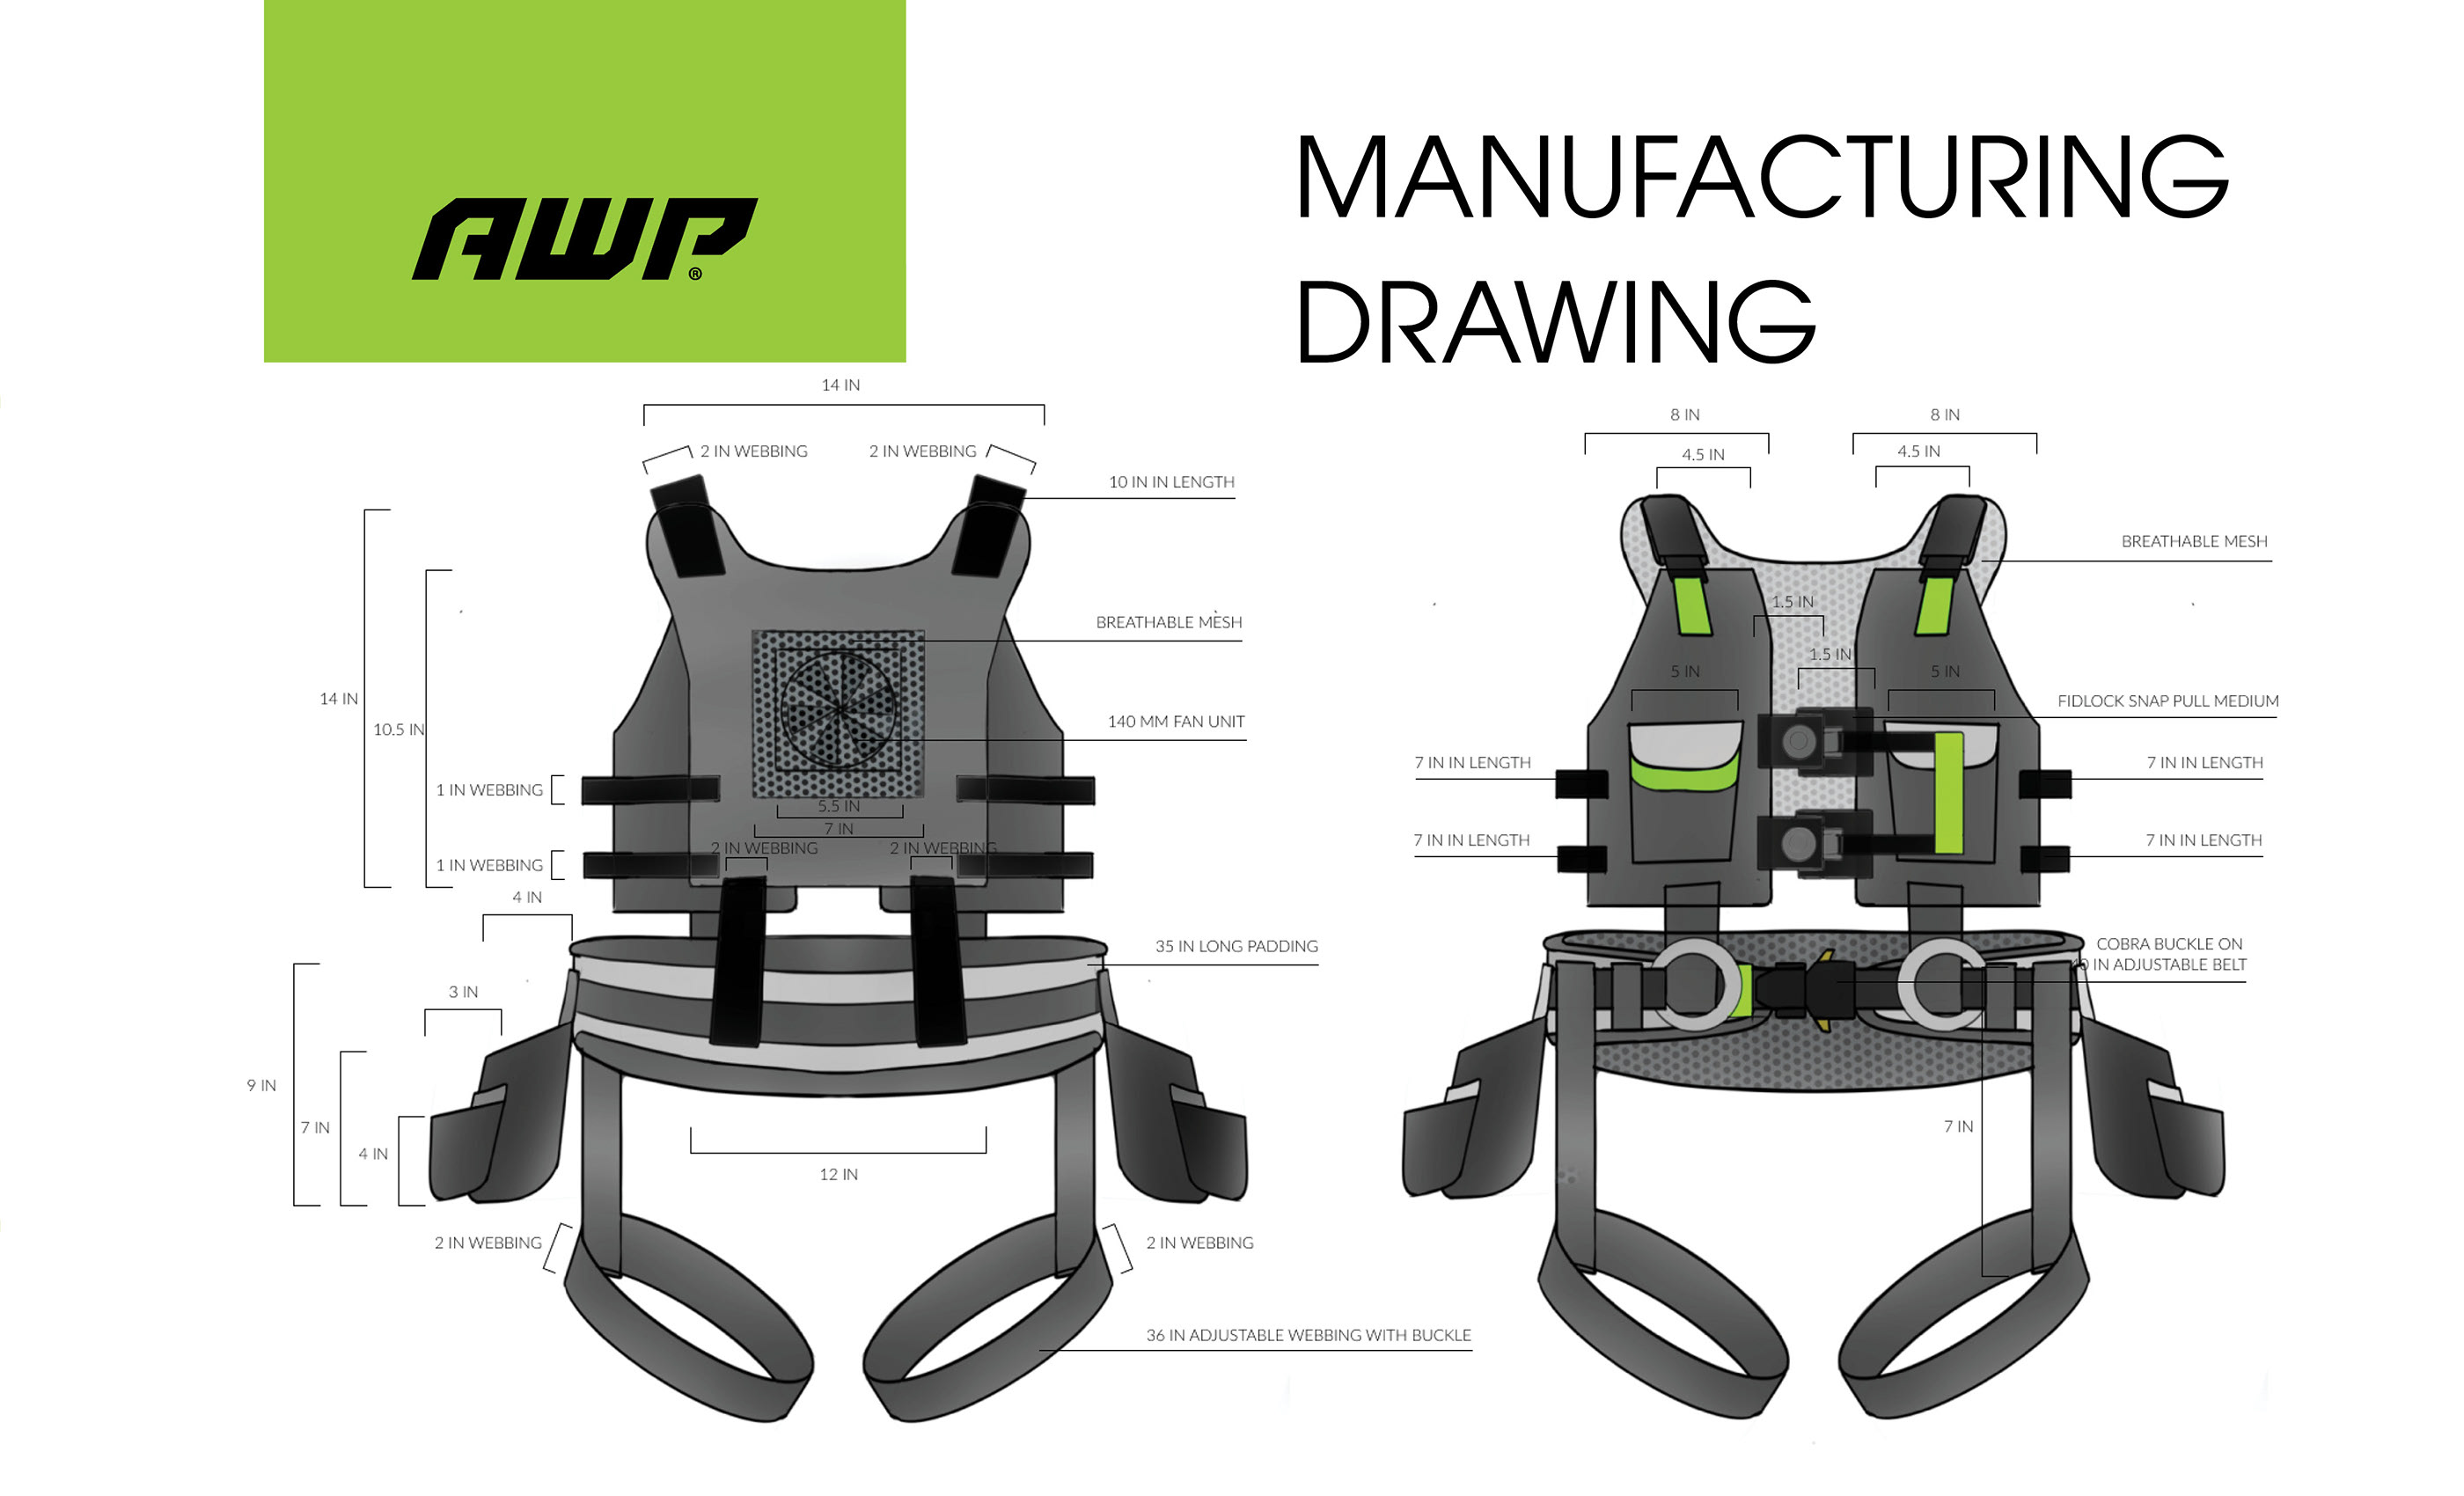 AWP®
MANUFACTURING
DRAWING
14 IN
2 IN WEBBING
2 IN WEBBING
10 IN IN LENGTH
BREATHABLE MESH
14 IN
10.5 IN
140 MM FAN UNIT
1 IN WEBBING
5.5 IN
7 IN
2 IN WEBBING
2 IN WEBBING
1 IN WEBBING
4 IN
35 IN LONG PADDING
3 IN
9 IN
7 IN
4 IN
12 IN
2 IN WEBBING
2 IN WEBBING
36 IN ADJUSTABLE WEBBING WITH BUCKLE
8 IN
8 IN
4.5 IN
4.5 IN
BREATHABLE MESH
1.5 IN
1.5 IN
5 IN
5 IN
FIDLOCK SNAP PULL MEDIUM
7 IN IN LENGTH
7 IN IN LENGTH
7 IN IN LENGTH
7 IN IN LENGTH
COBRA BUCKLE ON
40 IN ADJUSTABLE BELT
7 IN